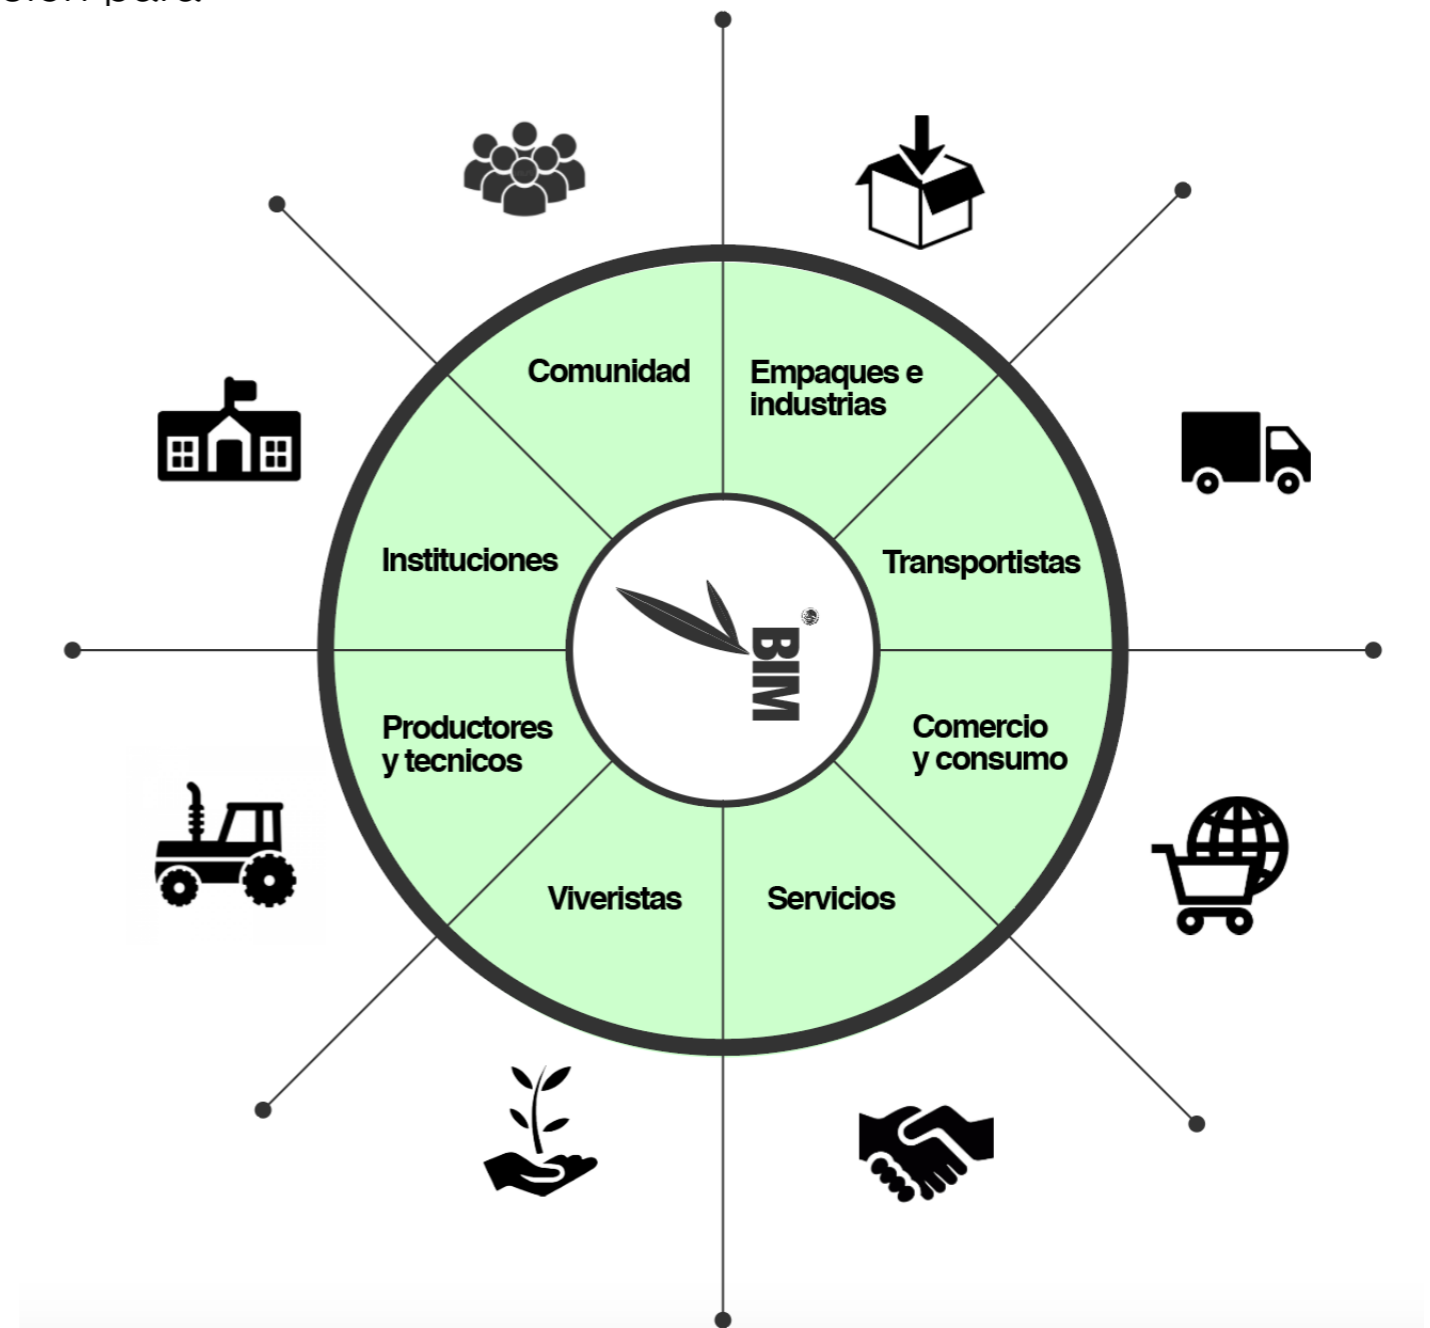 Comunidad
Empaques e
industrias
Instituciones
Transportistas
BIM
Productores
y tecnicos
Comercio
y consumo
Viveristas
Servicios